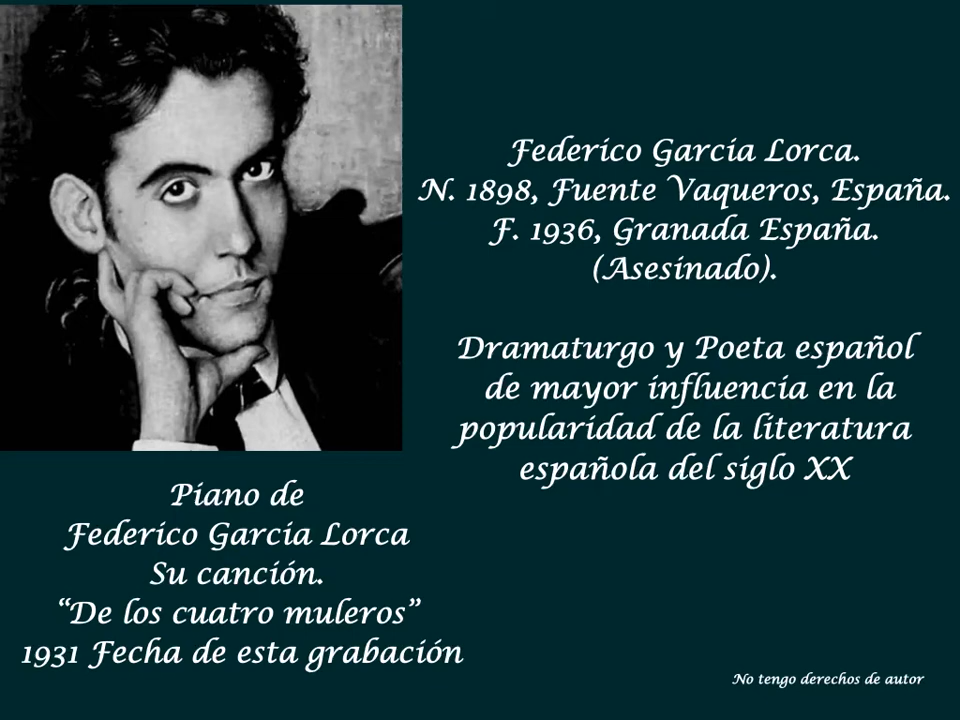 Federico García Lorca.
N. 1898, Fuente Vaqueros, España.
F. 1936, Granada España.
(Asesinado).
Dramaturgo y Poeta español
de mayor influencia en la
popularidad de la literatura
española del siglo XX
Piano de
Federico García Lorca
Su canción.
“De los cuatro muleros”
1931 Fecha de esta grabación
No tengo derechos de autor